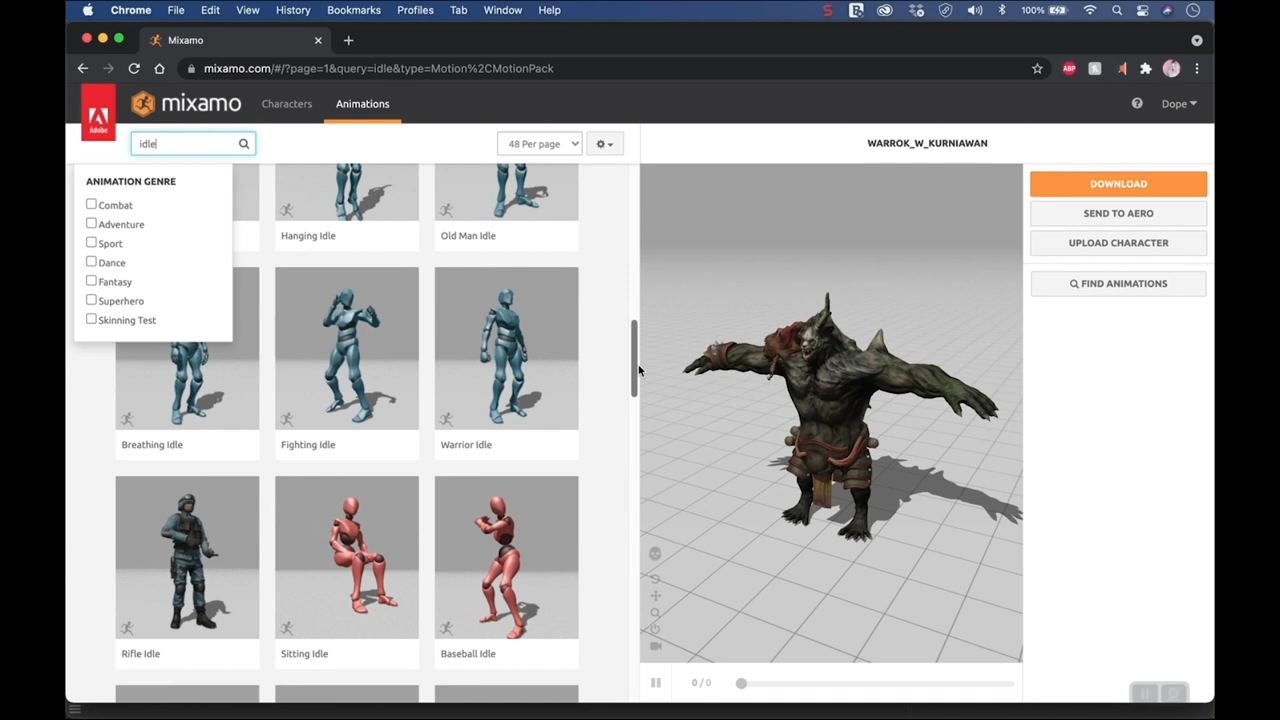 Chrome File Edit View History Bookmarks Profiles Tab Window Help 100%
Mixamo
mixamo.com/#/?page=1&query=idle&type=Motion%2CMotionPack
ABP
Adobe
mixamo Characters Animations Dope
idle 48 Per page
WARROK_W_KURNIAWAN
ANIMATION GENRE
Combat
Adventure
Sport
Dance
Fantasy
Superhero
Skinning Test
Hanging Idle Old Man Idle
Breathing Idle Fighting Idle Warrior Idle
Rifle Idle Sitting Idle Baseball Idle
DOWNLOAD
SEND TO AERO
UPLOAD CHARACTER
FIND ANIMATIONS
0 / 0